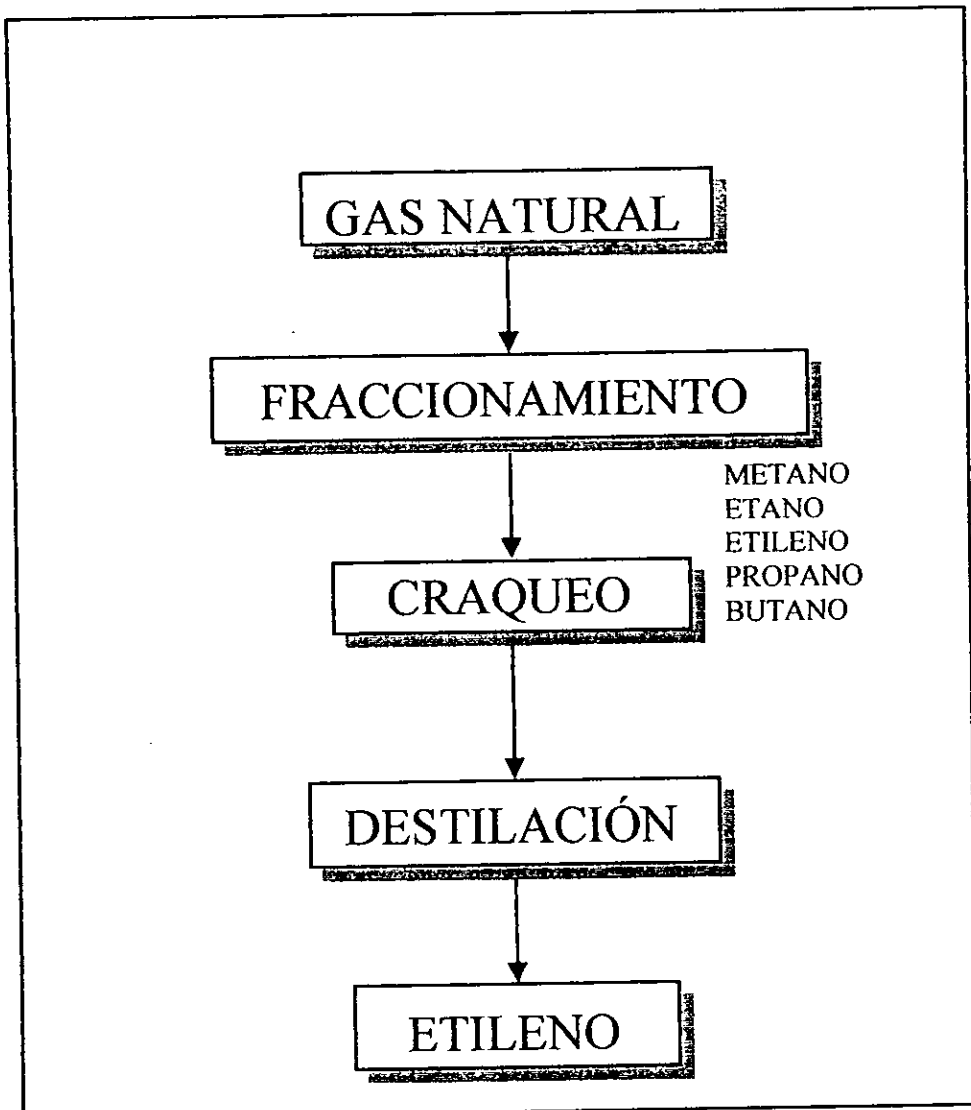 GAS NATURAL
FRACCIONAMIENTO
METANO
ETANO
ETILENO
PROPANO
BUTANO
CRAQUEO
DESTILACIÓN
ETILENO